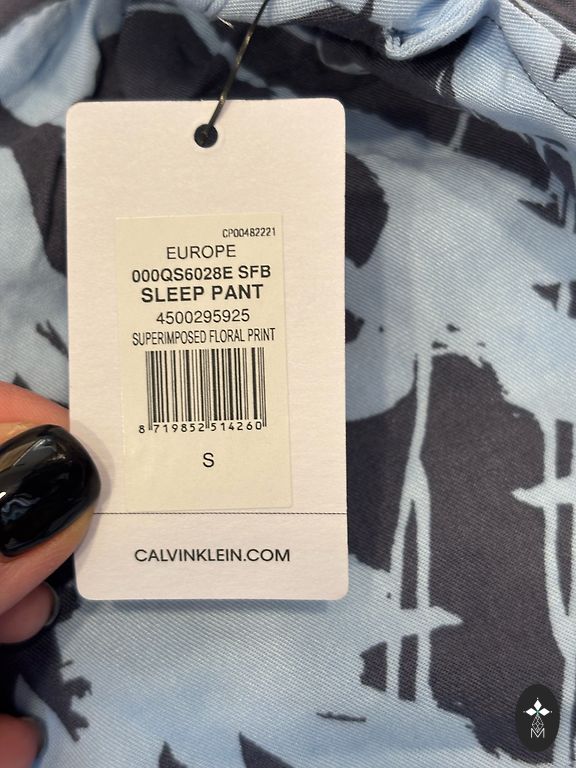 CP00482221
EUROPE
000QS6028E SFB
SLEEP PANT
4500295925
SUPERIMPOSED FLORAL PRINT
8 719852 514260
S
CALVINKLEIN.COM
M